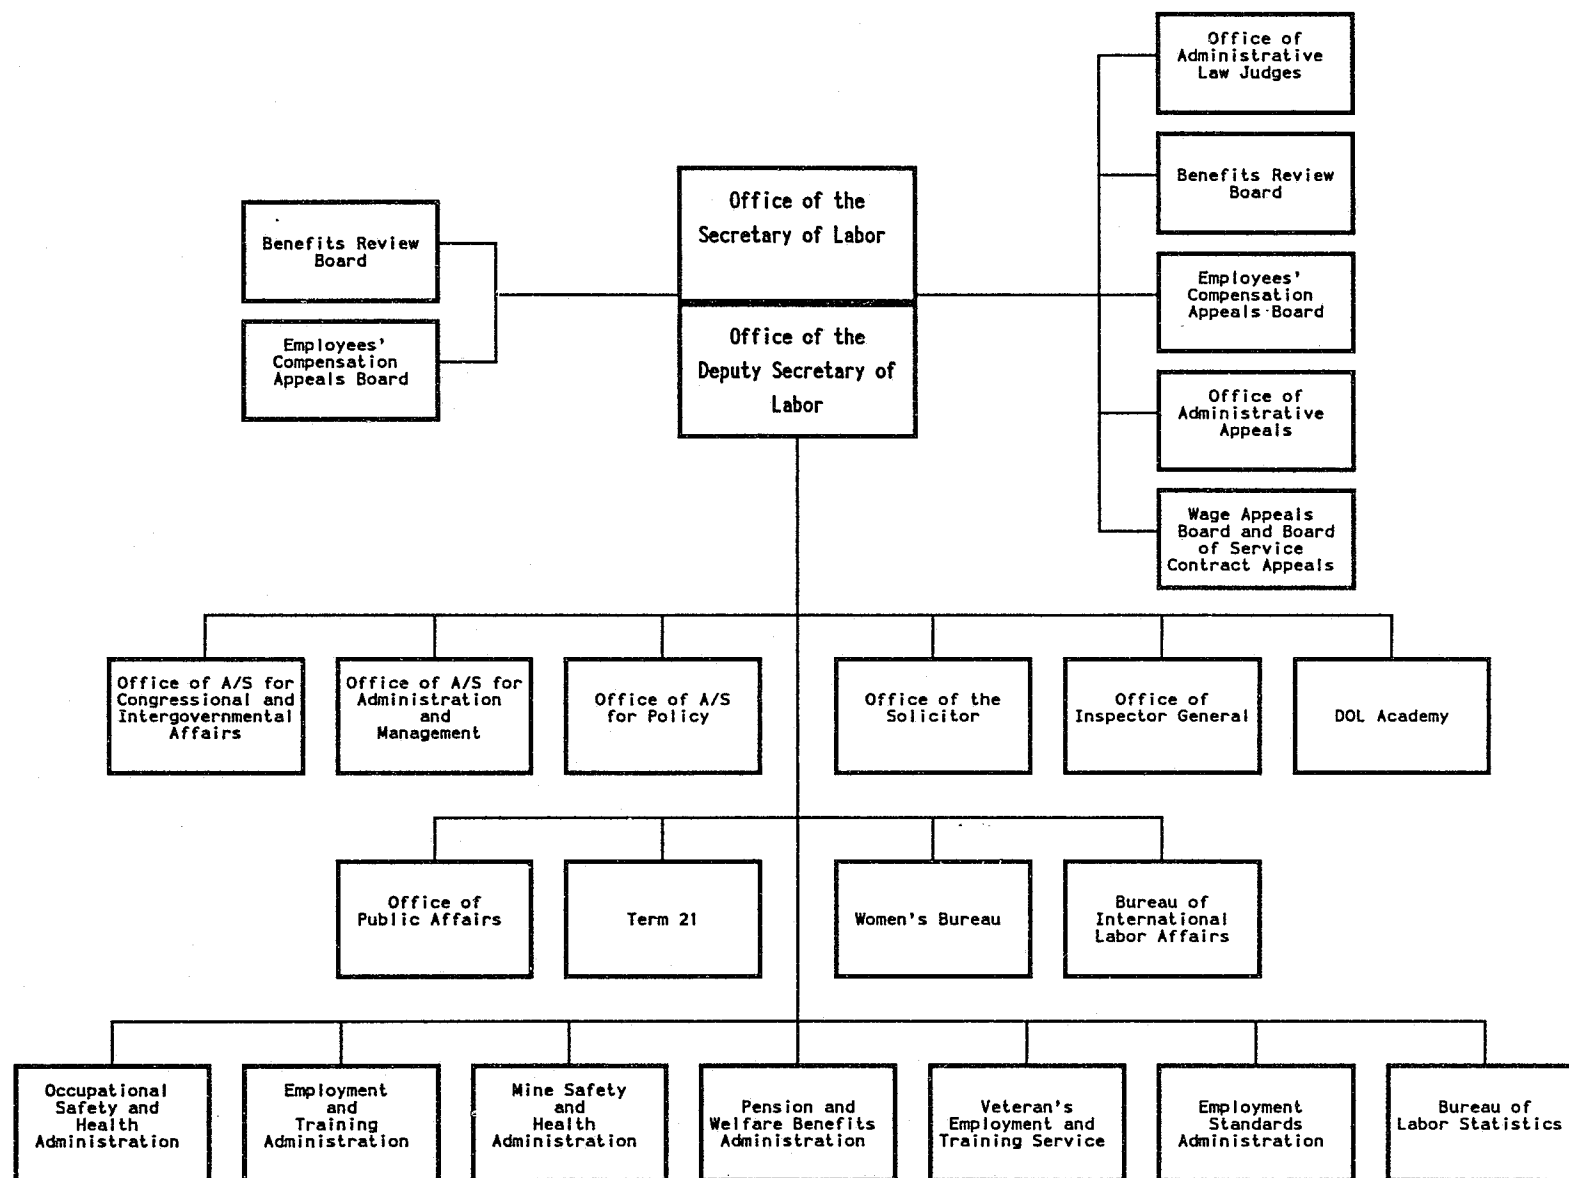 Office of
Administrative
Law Judges
Benefits Review
Board
Office of the
Secretary of Labor
Benefits Review
Board
Employees'
Compensation
Appeals Board
Office of the
Deputy Secretary of
Labor
Employees'
Compensation
Appeals Board
Office of
Administrative
Appeals
Wage Appeals
Board and Board
of Service
Contract Appeals
Office of A/S for
Congressional and
Intergovernmental
Affairs
Office of A/S for
Administration
and
Management
Office of A/S
for Policy
Office of the
Solicitor
Office of
Inspector General
DOL Academy
Office of
Public Affairs
Term 21
Women's Bureau
Bureau of
International
Labor Affairs
Occupational
Safety and
Health
Administration
Employment
and
Training
Administration
Mine Safety
and
Health
Administration
Pension and
Welfare Benefits
Administration
Veteran's
Employment and
Training Service
Employment
Standards
Administration
Bureau of
Labor Statistics